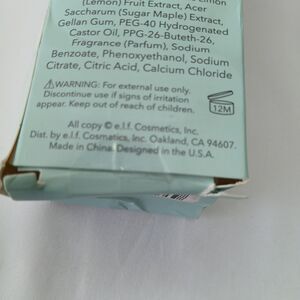 Lemon
(Lemon) Fruit Extract, Acer
Saccharum (Sugar Maple) Extract,
Gellan Gum, PEG-40 Hydrogenated
Castor Oil, PPG-26-Buteth-26,
Fragrance (Parfum), Sodium
Benzoate, Phenoxyethanol, Sodium
Citrate, Citric Acid, Calcium Chloride
WARNING: For external use only.
Discontinue use if signs of irritation
appear. Keep out of reach of children.
12M
All copy © e.l.f. Cosmetics, Inc.
Dist. by e.l.f. Cosmetics, Inc. Oakland, CA 94607.
Made in China. Designed in the U.S.A.